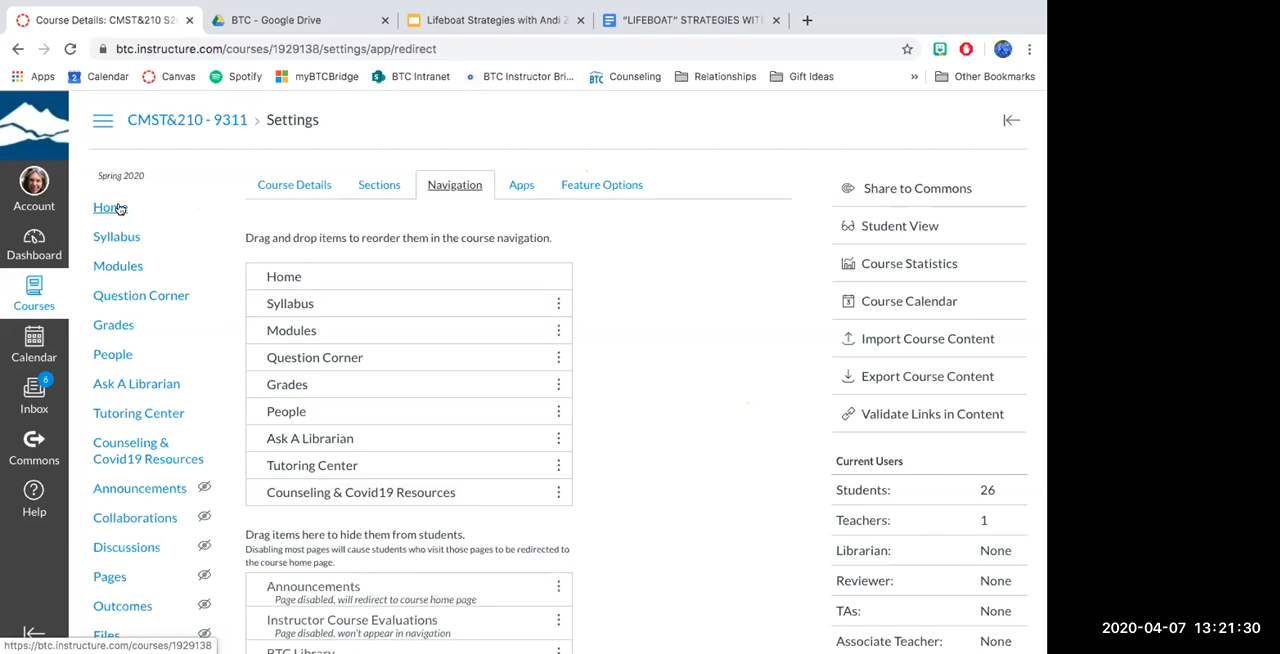 Course Details: CMST&210 S2
BTC - Google Drive
Lifeboat Strategies with Andi Z
"LIFEBOAT" STRATEGIES WIT
btc.instructure.com/courses/1929138/settings/app/redirect
Apps
Calendar
Canvas
Spotify
myBTCBridge
BTC Intranet
BTC Instructor Bri...
BTC Counseling
Relationships
Gift Ideas
»
Other Bookmarks
CMST&210 - 9311 > Settings
Spring 2020
Account
Dashboard
Courses
Calendar
6
Inbox
Commons
Help
Home
Syllabus
Modules
Question Corner
Grades
People
Ask A Librarian
Tutoring Center
Counseling &
Covid19 Resources
Announcements
Collaborations
Discussions
Pages
Outcomes
Files
https://btc.instructure.com/courses/1929138
Course Details
Sections
Navigation
Apps
Feature Options
Drag and drop items to reorder them in the course navigation.
Home
Syllabus
Modules
Question Corner
Grades
People
Ask A Librarian
Tutoring Center
Counseling & Covid19 Resources
Drag items here to hide them from students.
Disabling most pages will cause students who visit those pages to be redirected to
the course home page.
Announcements
Page disabled, will redirect to course home page
Instructor Course Evaluations
Page disabled, won't appear in navigation
BTC Library
Share to Commons
Student View
Course Statistics
Course Calendar
Import Course Content
Export Course Content
Validate Links in Content
Current Users
Students: 26
Teachers: 1
Librarian: None
Reviewer: None
TAs: None
Associate Teacher: None
2020-04-07 13:21:30